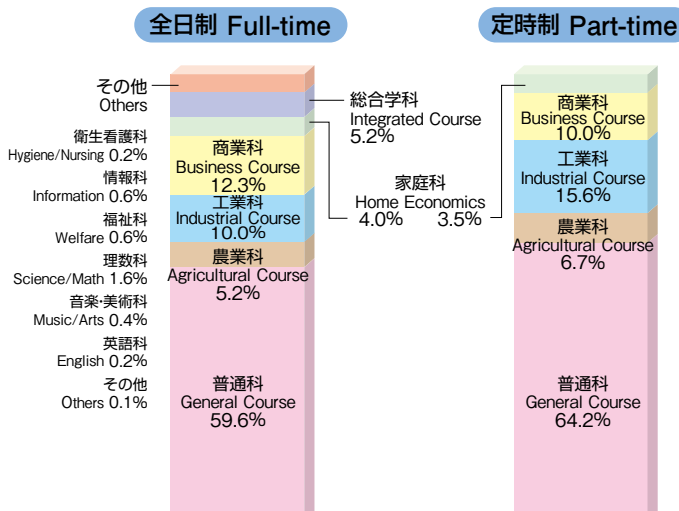 全日制 Full-time
定時制 Part-time
その他
Others
衛生看護科
Hygiene/Nursing 0.2%
情報科
Information 0.6%
福祉科
Welfare 0.6%
理数科
Science/Math 1.6%
音楽・美術科
Music/Arts 0.4%
英語科
English 0.2%
その他
Others 0.1%
商業科
Business Course
12.3%
工業科
Industrial Course
10.0%
農業科
Agricultural Course
5.2%
普通科
General Course
59.6%
総合学科
Integrated Course
5.2%
家庭科
Home Economics
4.0% 3.5%
商業科
Business Course
10.0%
工業科
Industrial Course
15.6%
農業科
Agricultural Course
6.7%
普通科
General Course
64.2%